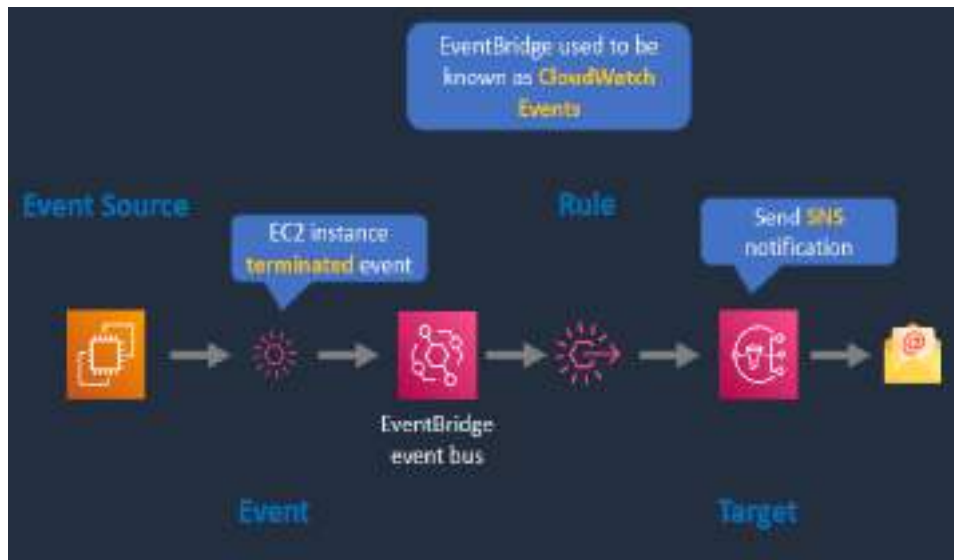 EventBridge used to be
known as CloudWatch
Events
Event Source
Rule
EC2 instance
terminated event
Send SNS
notification
@
EventBridge
event bus
Event
Target